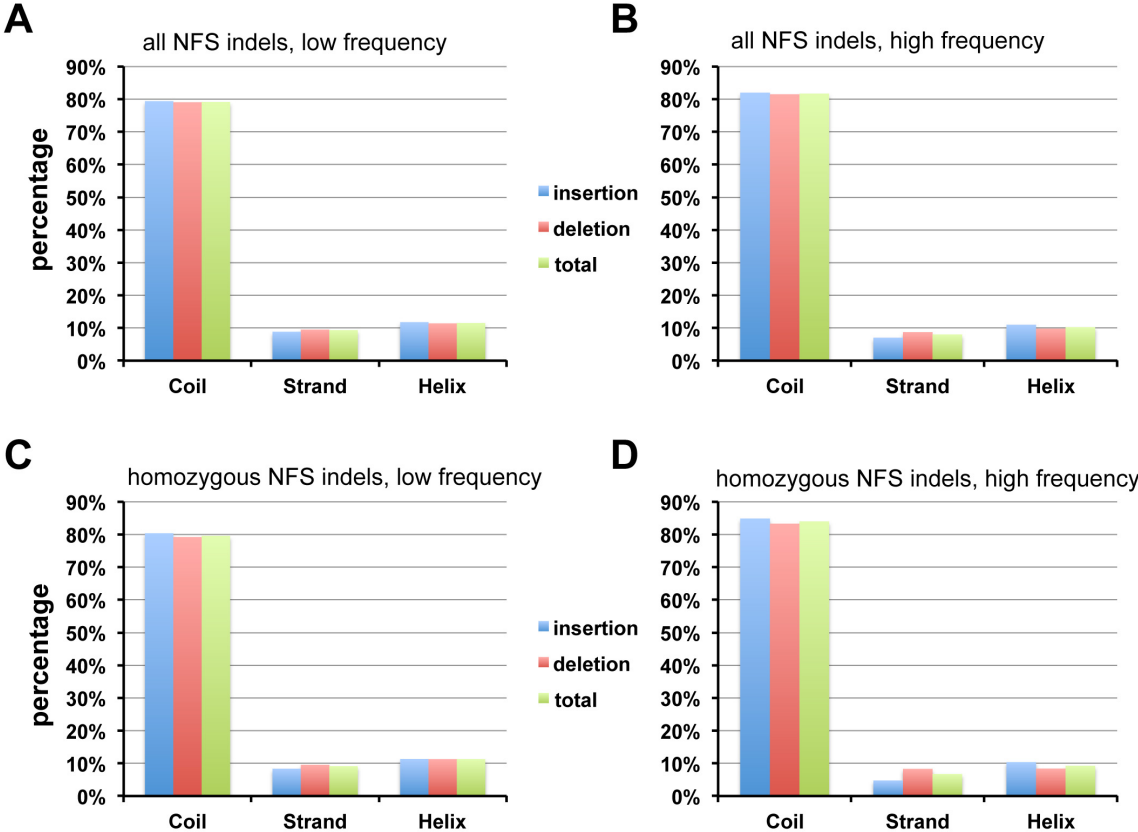 A
all NFS indels, low frequency
90%
80%
70%
60%
50%
40%
30%
20%
10%
0%
percentage
Coil Strand Helix
insertion
deletion
total
B
all NFS indels, high frequency
90%
80%
70%
60%
50%
40%
30%
20%
10%
0%
Coil Strand Helix
C
homozygous NFS indels, low frequency
90%
80%
70%
60%
50%
40%
30%
20%
10%
0%
percentage
Coil Strand Helix
insertion
deletion
total
D
homozygous NFS indels, high frequency
90%
80%
70%
60%
50%
40%
30%
20%
10%
0%
Coil Strand Helix